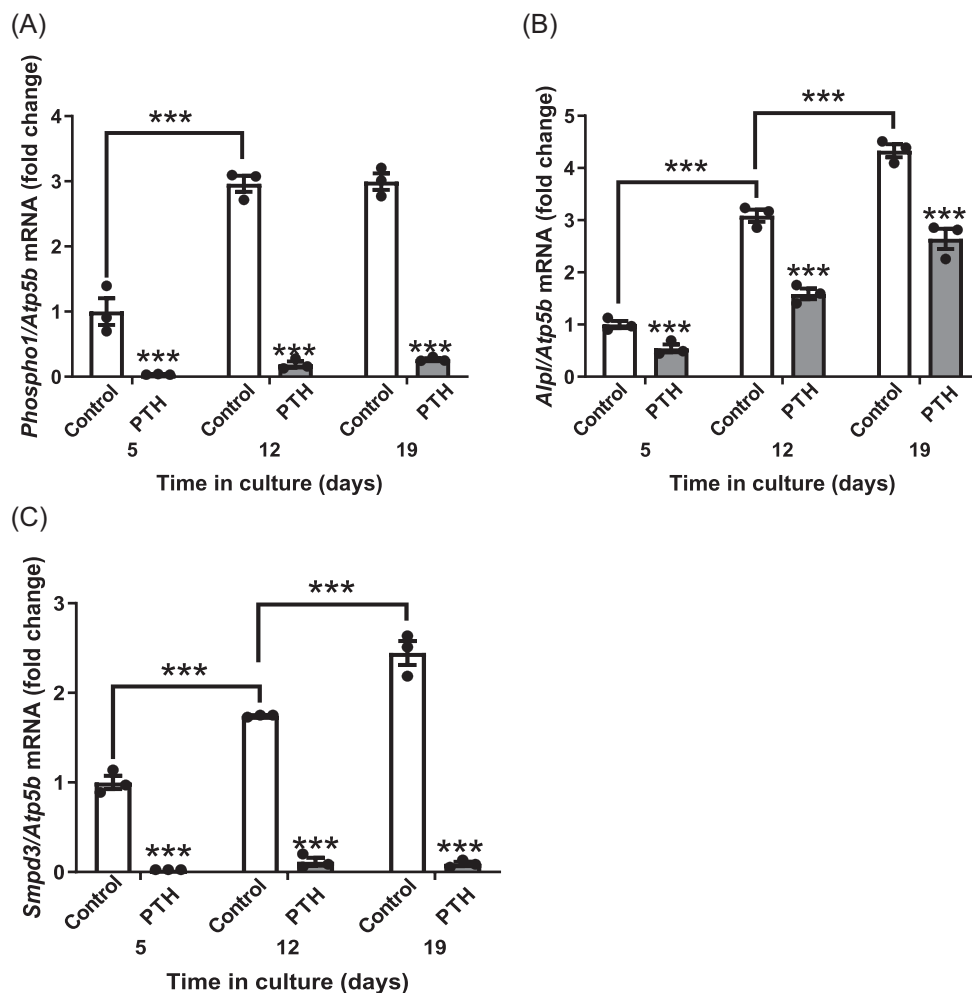 (A)
Phospho1/Atp5b mRNA (fold change)
4
3
2
1
0
***
***
***
***
Control
PTH
Control
PTH
Control
PTH
5
12
19
Time in culture (days)
(B)
Alpl/Atp5b mRNA (fold change)
5
4
3
2
1
0
***
***
***
***
***
Control
PTH
Control
PTH
Control
PTH
5
12
19
Time in culture (days)
(C)
Smpd3/Atp5b mRNA (fold change)
3
2
1
0
***
***
***
***
***
Control
PTH
Control
PTH
Control
PTH
5
12
19
Time in culture (days)